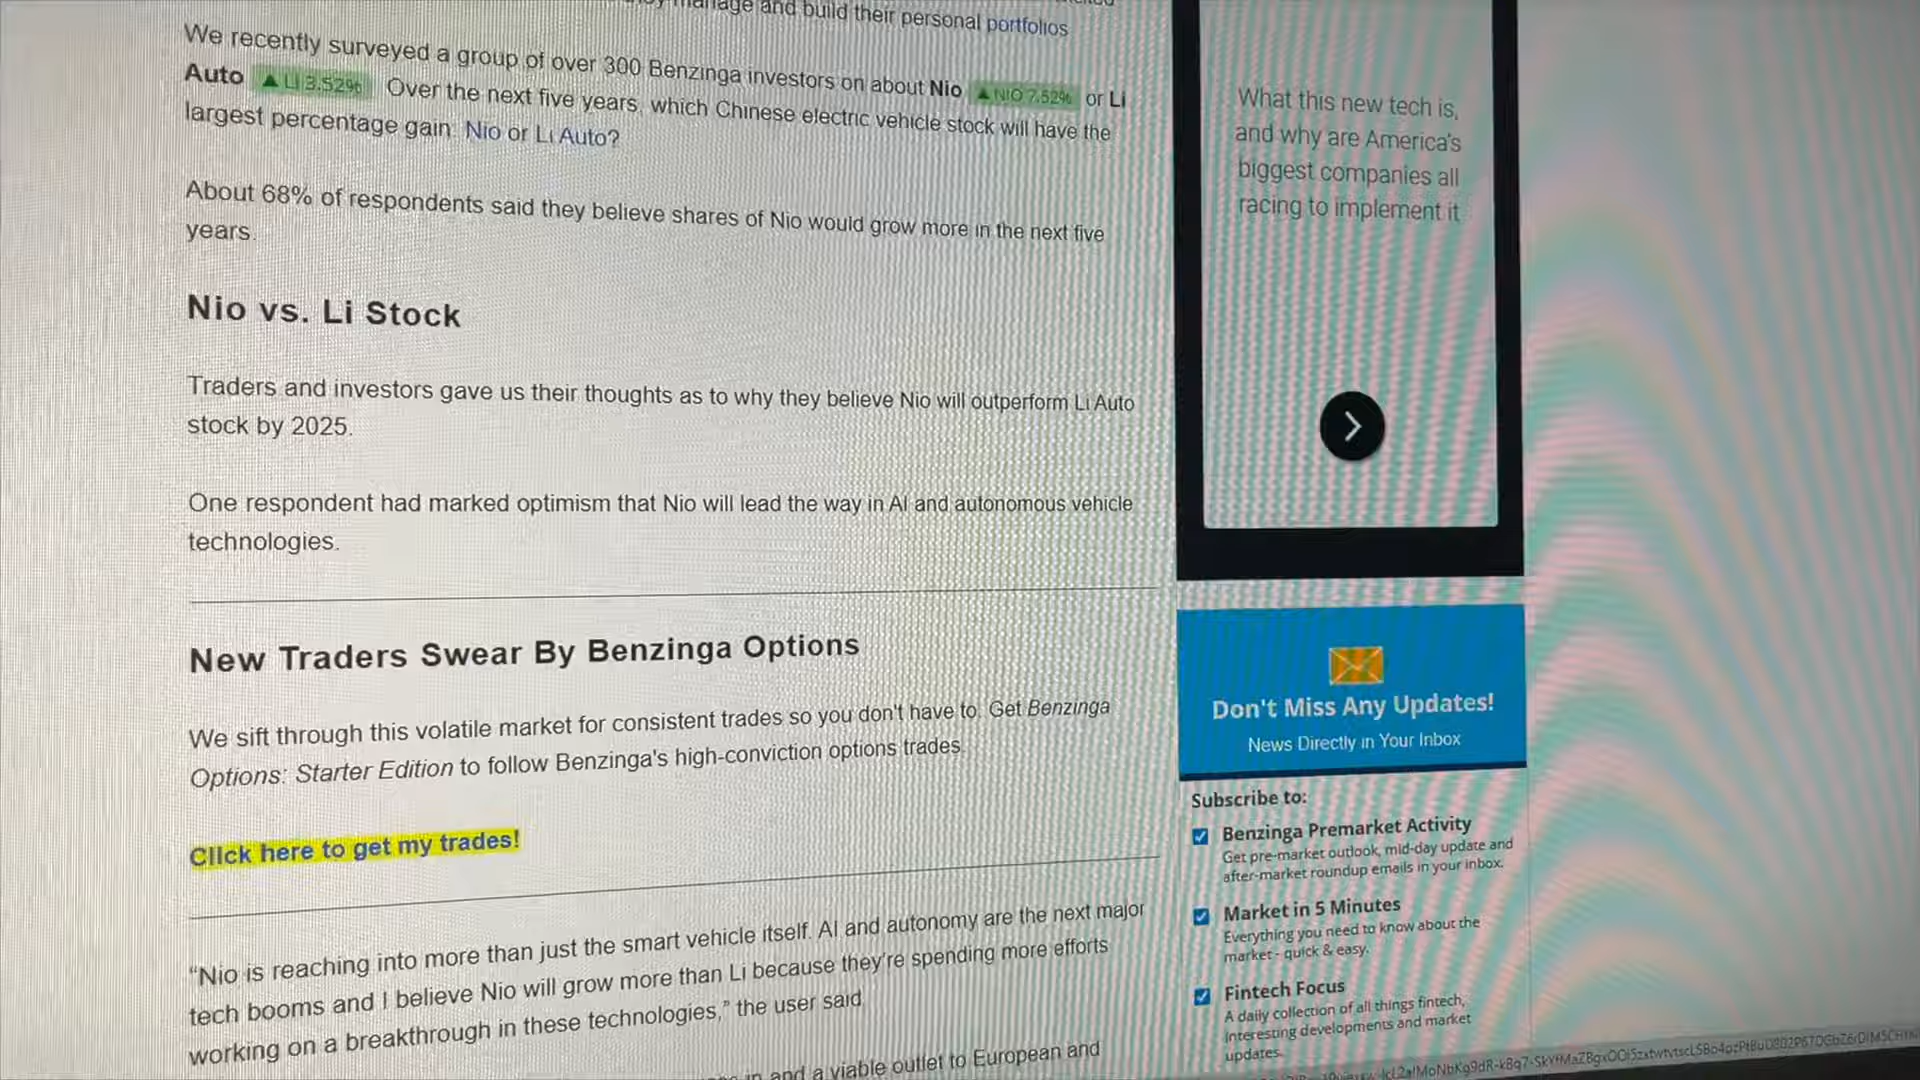 manage and build their personal portfolios
We recently surveyed a group of over 300 Benzinga investors on about Nio ▲ NIO 7.52% or Li
Auto ▲ LI 3.52% Over the next five years, which Chinese electric vehicle stock will have the
largest percentage gain: Nio or Li Auto?
About 68% of respondents said they believe shares of Nio would grow more in the next five
years.
Nio vs. Li Stock
Traders and investors gave us their thoughts as to why they believe Nio will outperform Li Auto
stock by 2025.
One respondent had marked optimism that Nio will lead the way in AI and autonomous vehicle
technologies.
New Traders Swear By Benzinga Options
We sift through this volatile market for consistent trades so you don't have to. Get Benzinga
Options: Starter Edition to follow Benzinga's high-conviction options trades.
Click here to get my trades!
“Nio is reaching into more than just the smart vehicle itself. AI and autonomy are the next major
tech booms and I believe Nio will grow more than Li because they're spending more efforts
working on a breakthrough in these technologies,” the user said.
and a viable outlet to European and
What this new tech is,
and why are America's
biggest companies all
racing to implement it
Don't Miss Any Updates!
News Directly in Your Inbox
Subscribe to:
Benzinga Premarket Activity
Get pre-market outlook, mid-day update and
after-market roundup emails in your inbox.
Market in 5 Minutes
Everything you need to know about the
market - quick & easy.
Fintech Focus
A daily collection of all things fintech,
interesting developments and market
updates.